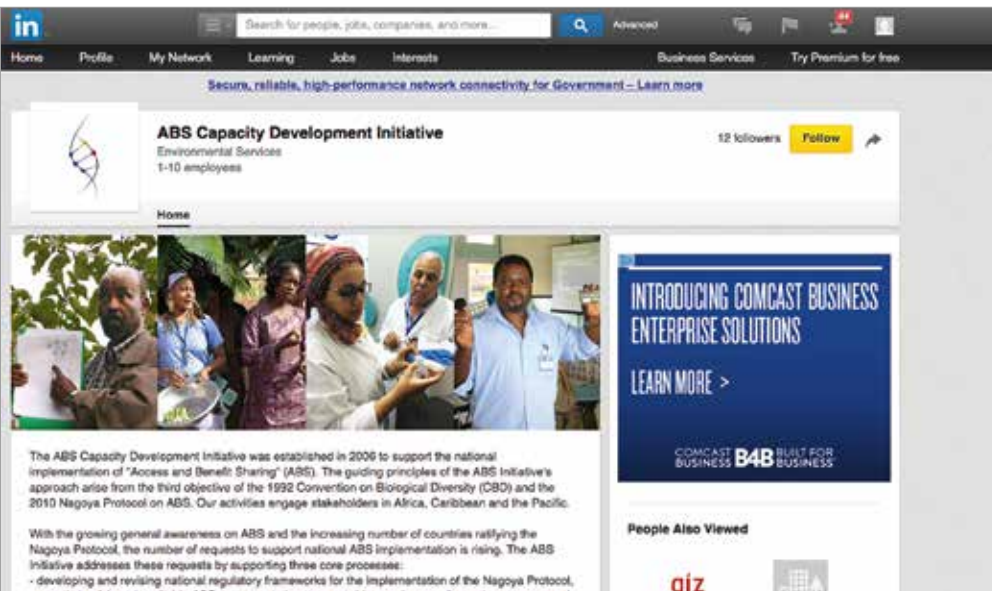 in
Search for people, jobs, companies, and more...
Advanced
44
Home Profile My Network Learning Jobs Interests Business Services Try Premium for free
Secure, reliable, high-performance network connectivity for Government – Learn more
ABS Capacity Development Initiative
Environmental Services
1-10 employees
12 followers
Follow
Home
INTRODUCING COMCAST BUSINESS
ENTERPRISE SOLUTIONS
LEARN MORE >
COMCAST BUSINESS B4B BUILT FOR BUSINESS
The ABS Capacity Development Initiative was established in 2006 to support the national
implementation of "Access and Benefit Sharing" (ABS). The guiding principles of the ABS Initiative's
approach arise from the third objective of the 1992 Convention on Biological Diversity (CBD) and the
2010 Nagoya Protocol on ABS. Our activities engage stakeholders in Africa, Caribbean and the Pacific.
With the growing general awareness on ABS and the increasing number of countries ratifying the
Nagoya Protocol, the number of requests to support national ABS implementation is rising. The ABS
Initiative addresses these requests by supporting three core processes:
- developing and revising national regulatory frameworks for the implementation of the Nagoya Protocol,
People Also Viewed
giz